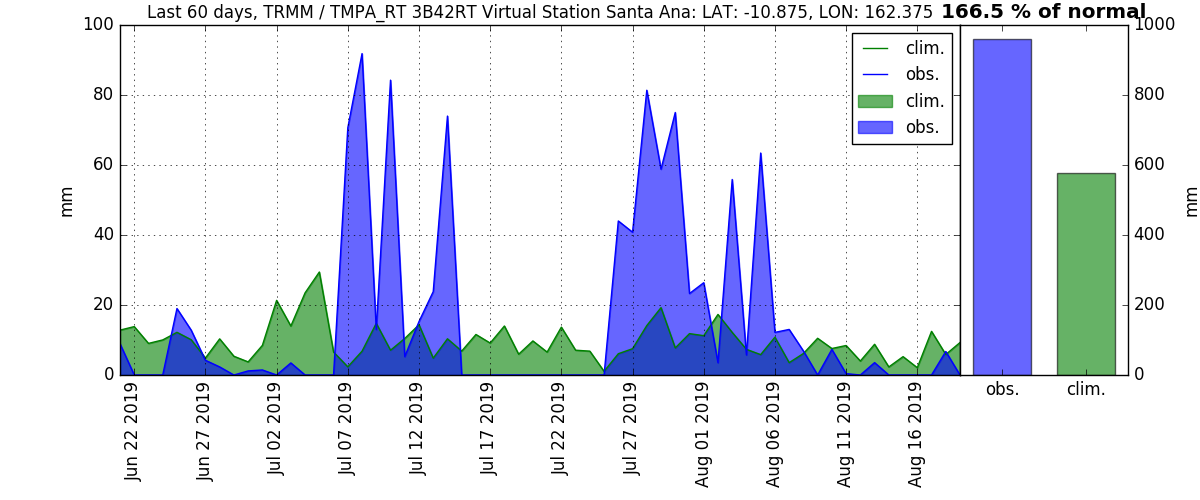 Last 60 days, TRMM / TMPA_RT 3B42RT Virtual Station Santa Ana: LAT: -10.875, LON: 162.375 166.5 % of normal
100
80
60
40
20
0
mm
clim.
obs.
clim.
obs.
1000
800
600
400
200
0
mm
Jun 22 2019
Jun 27 2019
Jul 02 2019
Jul 07 2019
Jul 12 2019
Jul 17 2019
Jul 22 2019
Jul 27 2019
Aug 01 2019
Aug 06 2019
Aug 11 2019
Aug 16 2019
obs.
clim.